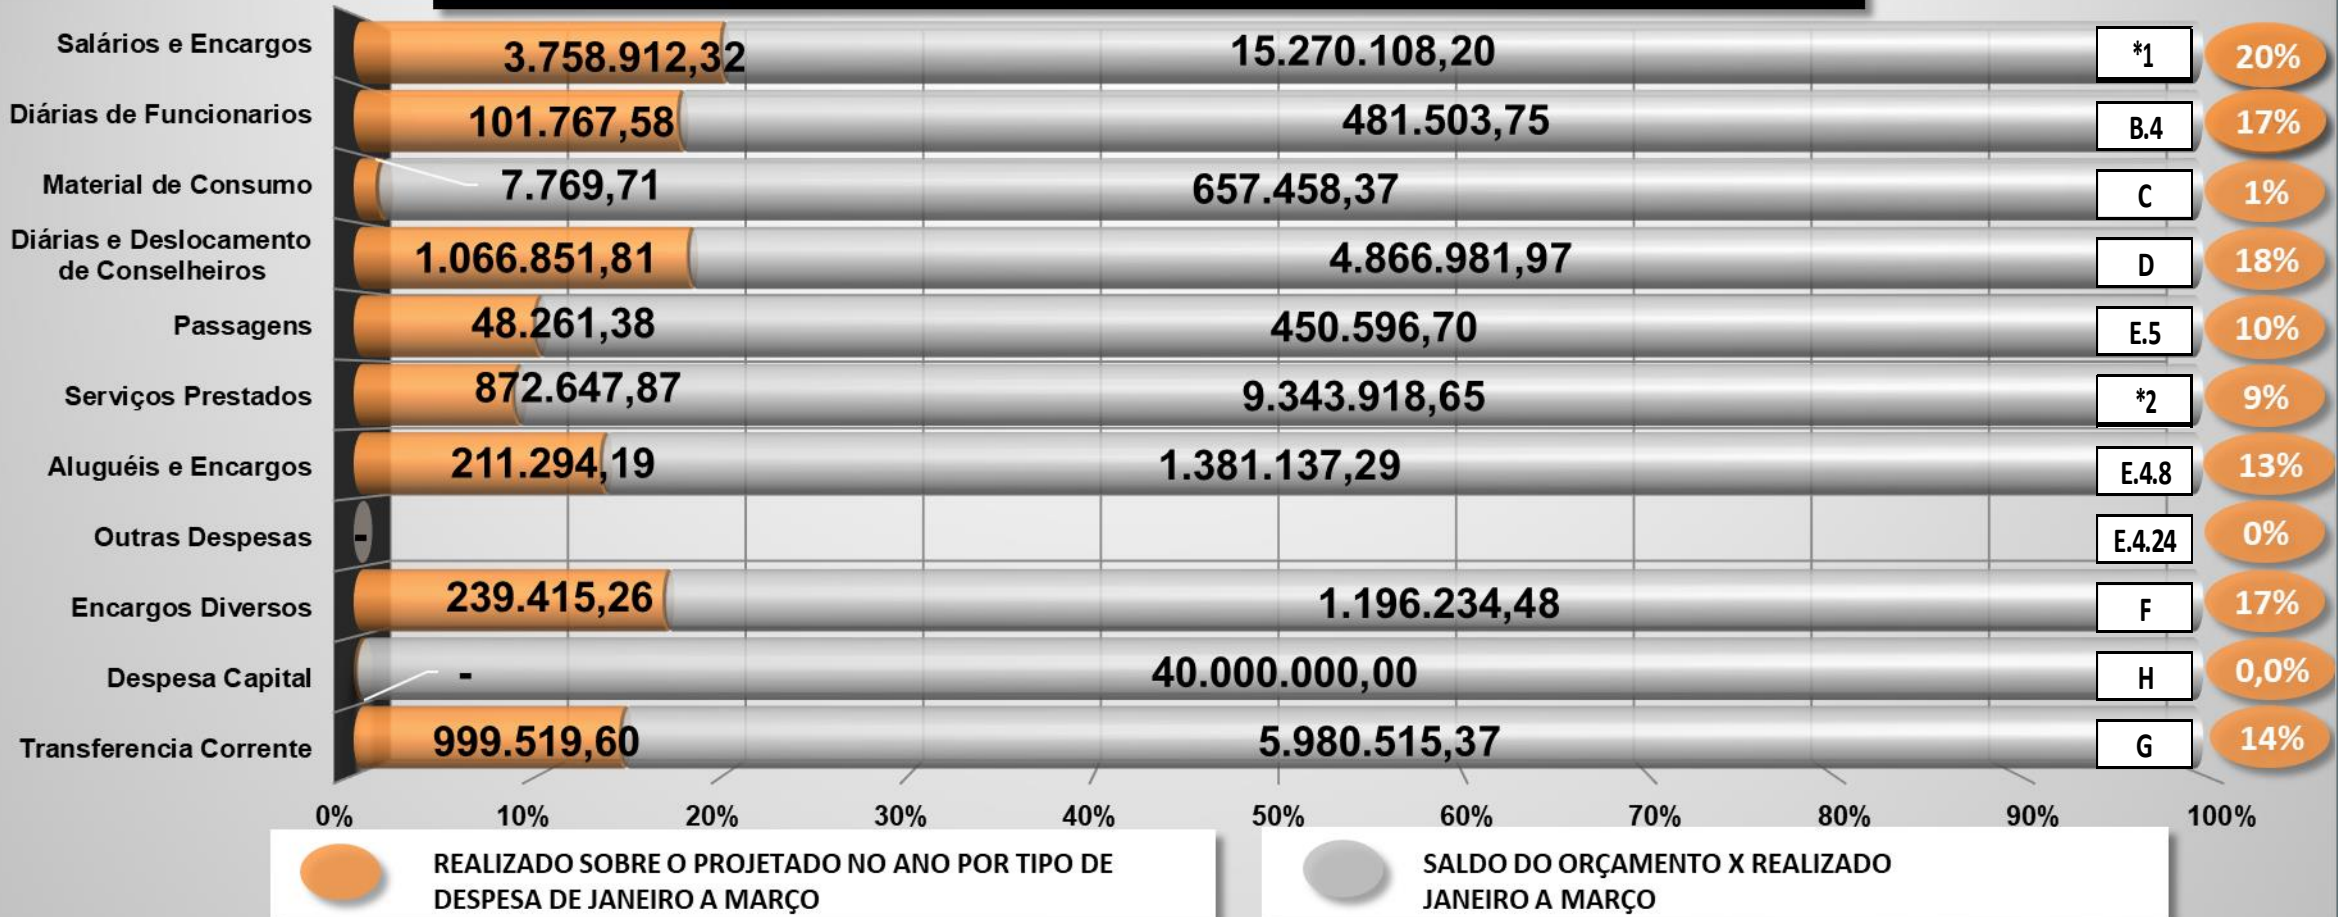 Salários e Encargos 3.758.912,32 15.270.108,20 *1 20%
Diárias de Funcionarios 101.767,58 481.503,75 B.4 17%
Material de Consumo 7.769,71 657.458,37 C 1%
Diárias e Deslocamento
de Conselheiros 1.066.851,81 4.866.981,97 D 18%
Passagens 48.261,38 450.596,70 E.5 10%
Serviços Prestados 872.647,87 9.343.918,65 *2 9%
Aluguéis e Encargos 211.294,19 1.381.137,29 E.4.8 13%
Outras Despesas - E.4.24 0%
Encargos Diversos 239.415,26 1.196.234,48 F 17%
Despesa Capital - 40.000.000,00 H 0,0%
Transferencia Corrente 999.519,60 5.980.515,37 G 14%
0% 10% 20% 30% 40% 50% 60% 70% 80% 90% 100%
REALIZADO SOBRE O PROJETADO NO ANO POR TIPO DE
DESPESA DE JANEIRO A MARÇO
SALDO DO ORÇAMENTO X REALIZADO
JANEIRO A MARÇO